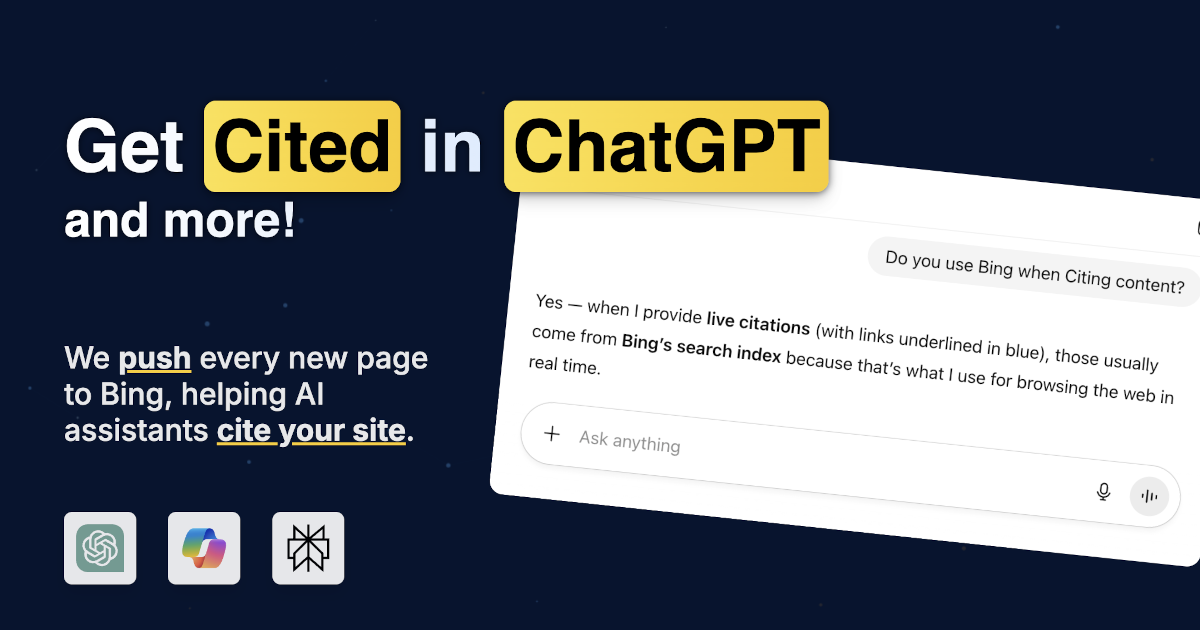 Get Cited in ChatGPT
and more!
We push every new page
to Bing, helping AI
assistants cite your site.
Do you use Bing when Citing content?
Yes — when I provide live citations (with links underlined in blue), those usually
come from Bing’s search index because that’s what I use for browsing the web in
real time.
Ask anything